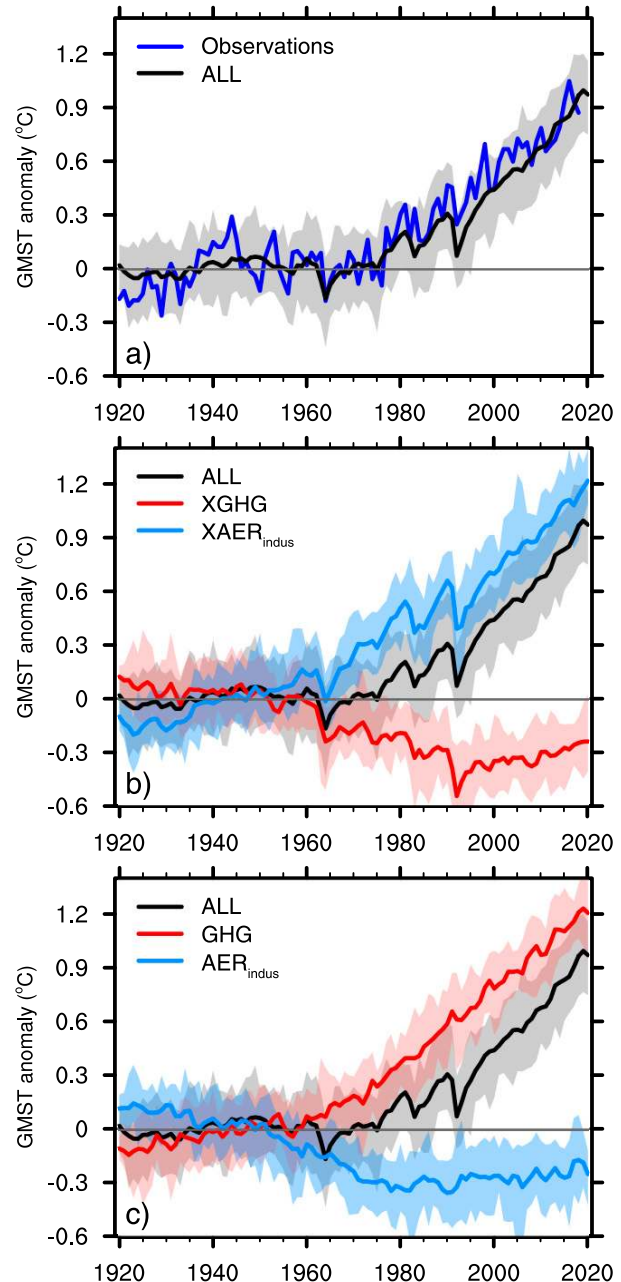 GMST anomaly (°C)
1.2
0.9
0.6
0.3
0
-0.3
-0.6
Observations
ALL
a)
1920 1940 1960 1980 2000 2020
GMST anomaly (°C)
1.2
0.9
0.6
0.3
0
-0.3
-0.6
ALL
XGHG
XAERindus
b)
1920 1940 1960 1980 2000 2020
GMST anomaly (°C)
1.2
0.9
0.6
0.3
0
-0.3
-0.6
ALL
GHG
AERindus
c)
1920 1940 1960 1980 2000 2020